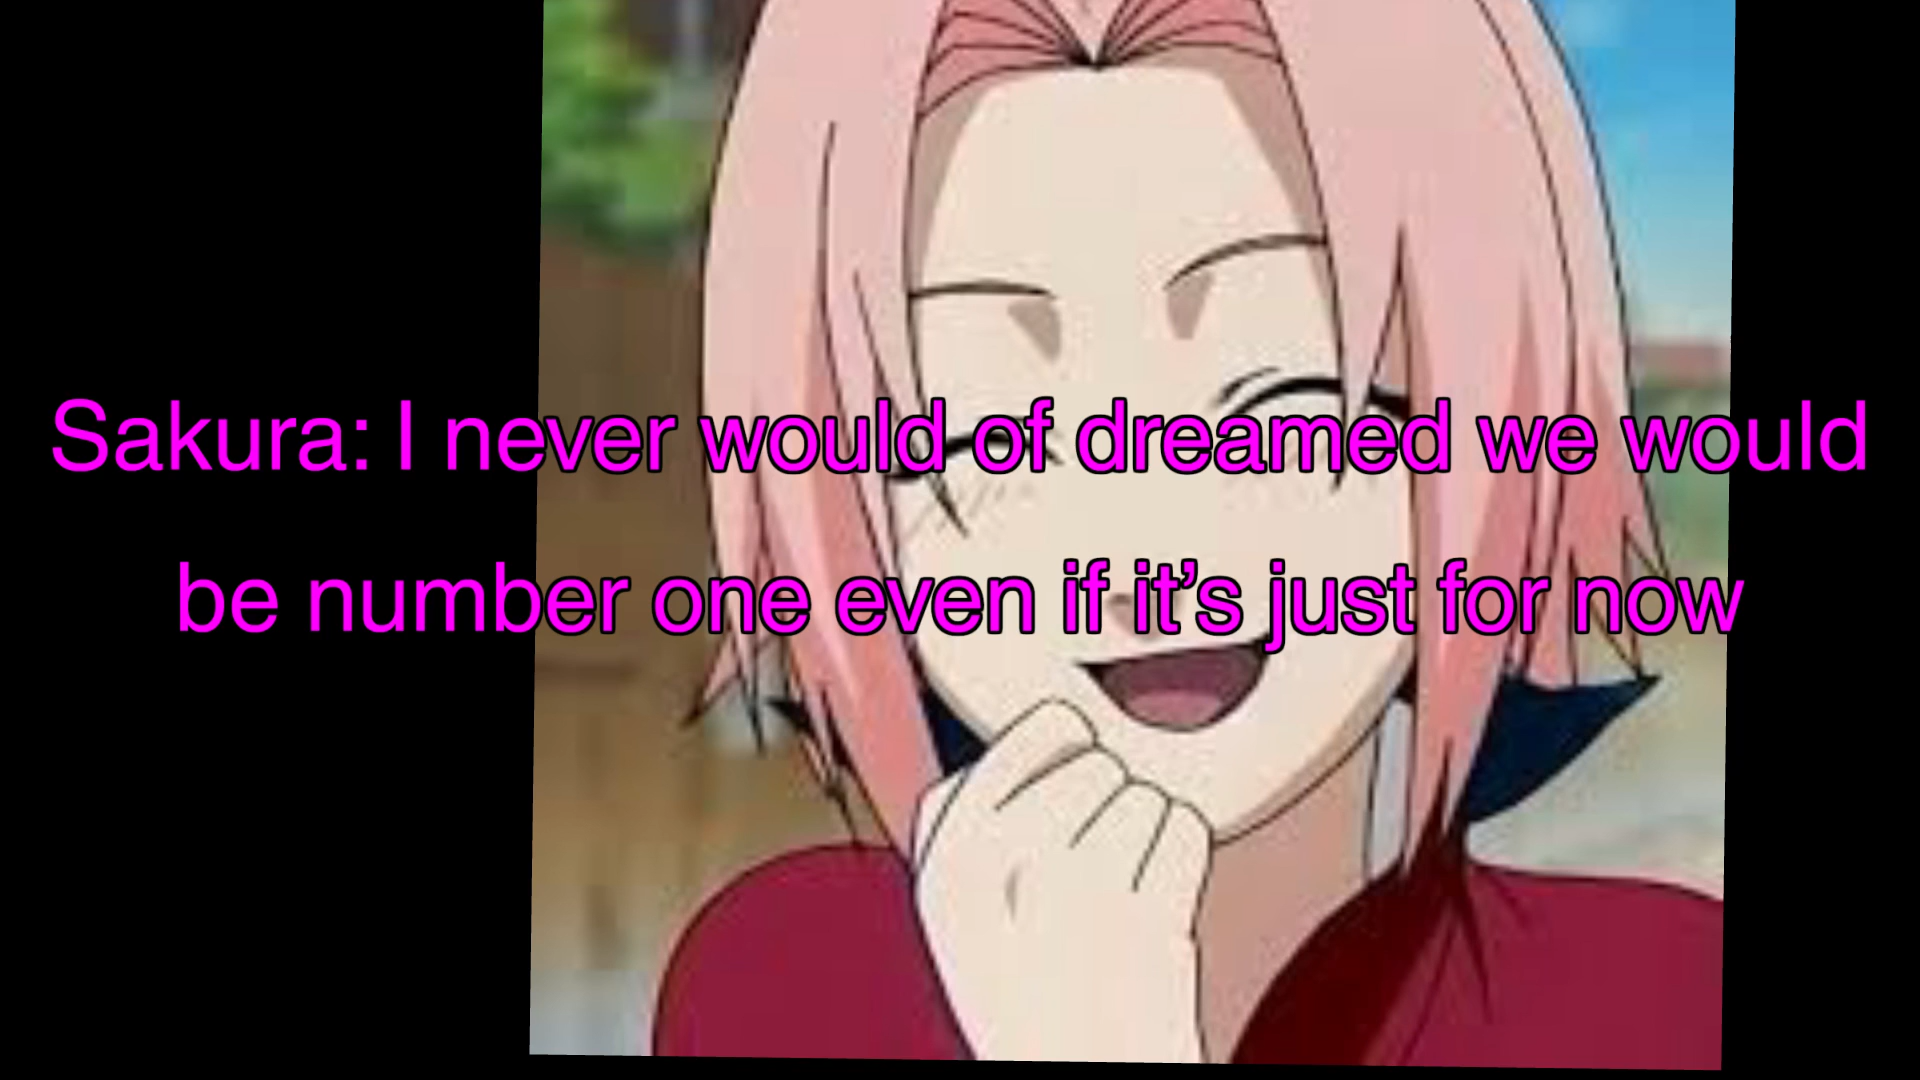 Sakura: I never would of dreamed we would
be number one even if it’s just for now